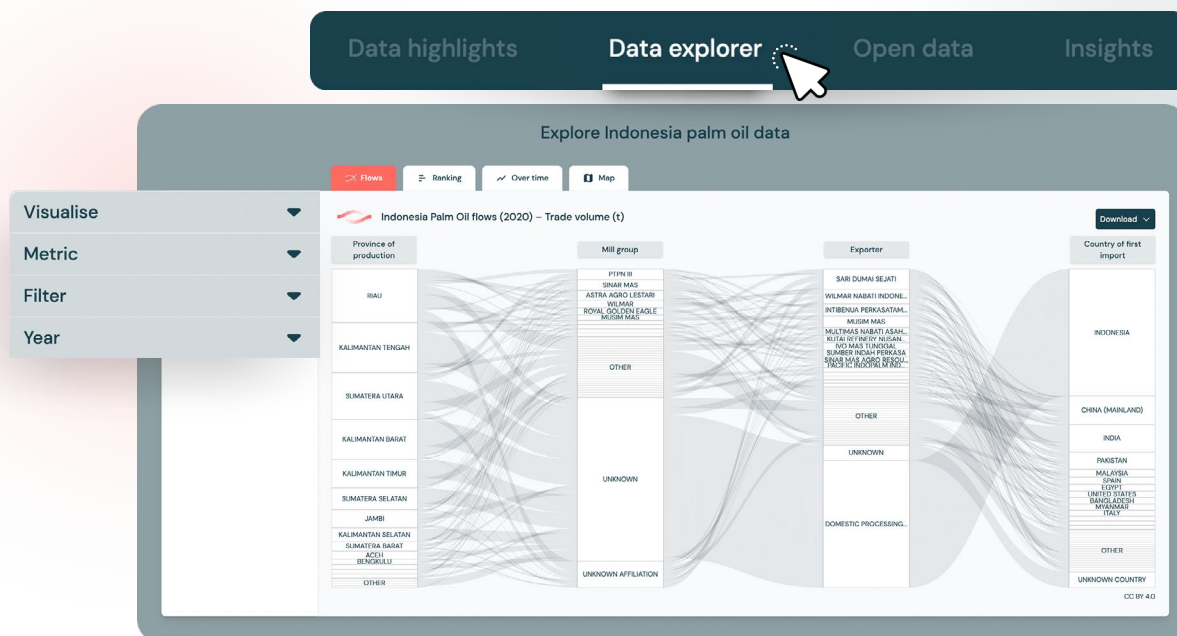 Data highlights
Data explorer
Open data
Insights
Explore Indonesia palm oil data
Flows
Ranking
Over time
Map
Visualise
Metric
Filter
Year
Indonesia Palm Oil flows (2020) – Trade volume (t)
Download
Province of
production
RIAU
KALIMANTAN TENGAH
SUMATERA UTARA
KALIMANTAN BARAT
KALIMANTAN TIMUR
SUMATERA SELATAN
JAMBI
KALIMANTAN SELATAN
SUMATERA BARAT
ACEH
BENGKULU
OTHER
Mill group
PTPN III
SINAR MAS
ASTRA AGRO LESTARI
WILMAR
ROYAL GOLDEN EAGLE
MUSIM MAS
OTHER
UNKNOWN
UNKNOWN AFFILIATION
Exporter
SARI DUMAI SEJATI
WILMAR NABATI INDONE...
INTIBENUA PERKASATAM...
MUSIM MAS
MULTIMAS NABATI ASAH...
KUTAI REFINERY NUSAN...
IVO MAS TUNGGAL
SUMBER INDAH PERKASA
SINAR MAS AGRO RESOU...
PACIFIC INDOPALM IND...
OTHER
UNKNOWN
DOMESTIC PROCESSING...
Country of first
import
INDONESIA
CHINA (MAINLAND)
INDIA
PAKISTAN
MALAYSIA
SPAIN
EGYPT
UNITED STATES
BANGLADESH
MYANMAR
ITALY
OTHER
UNKNOWN COUNTRY
CC BY 4.0